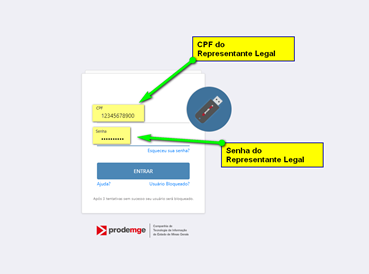 CPF do
Representante Legal
CPF
12345678900
Senha
••••••••••
Senha do
Representante Legal
Esqueceu sua senha?
ENTRAR
Ajuda?
Usuário Bloqueado?
Após 5 tentativas sem sucesso seu usuário será bloqueado.
prodemge
Companhia de
Tecnologia da Informação
do Estado de Minas Gerais